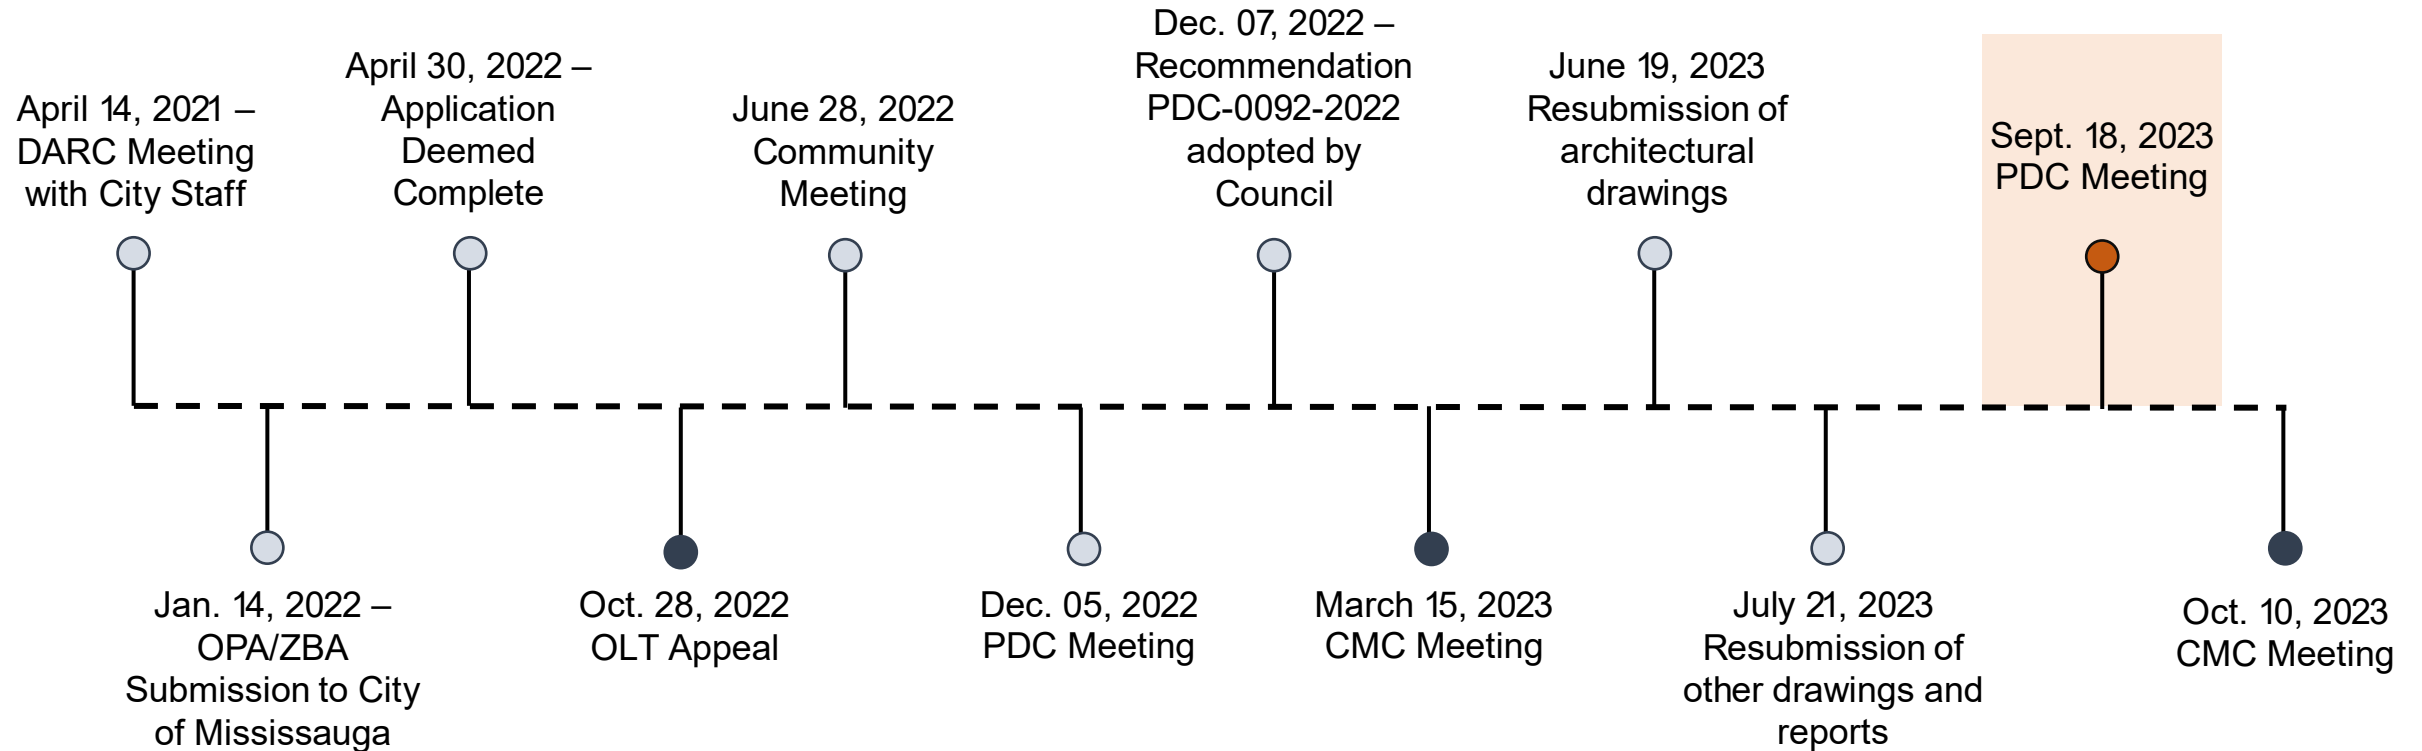 April 14, 2021 –
DARC Meeting
with City Staff
Jan. 14, 2022 –
OPA/ZBA
Submission to City
of Mississauga
April 30, 2022 –
Application
Deemed
Complete
Oct. 28, 2022
OLT Appeal
June 28, 2022
Community
Meeting
Dec. 05, 2022
PDC Meeting
Dec. 07, 2022 –
Recommendation
PDC-0092-2022
adopted by
Council
March 15, 2023
CMC Meeting
June 19, 2023
Resubmission of
architectural
drawings
July 21, 2023
Resubmission of
other drawings and
reports
Sept. 18, 2023
PDC Meeting
Oct. 10, 2023
CMC Meeting